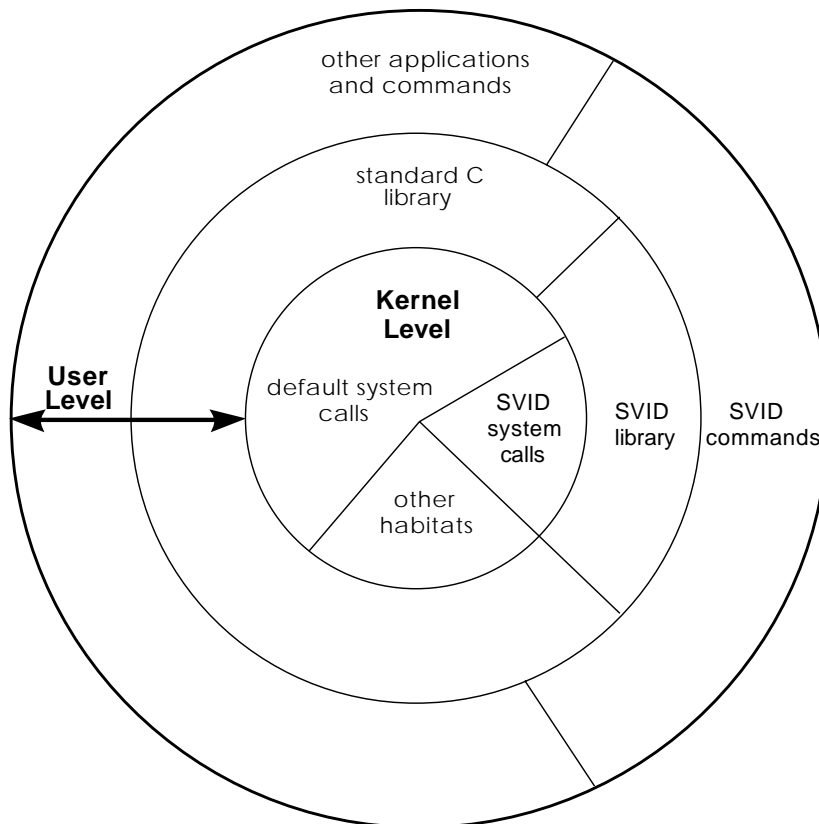 other applications
and commands
standard C
library
Kernel
Level
User
Level
default system
calls
SVID
system
calls
SVID
library
SVID
commands
other
habitats